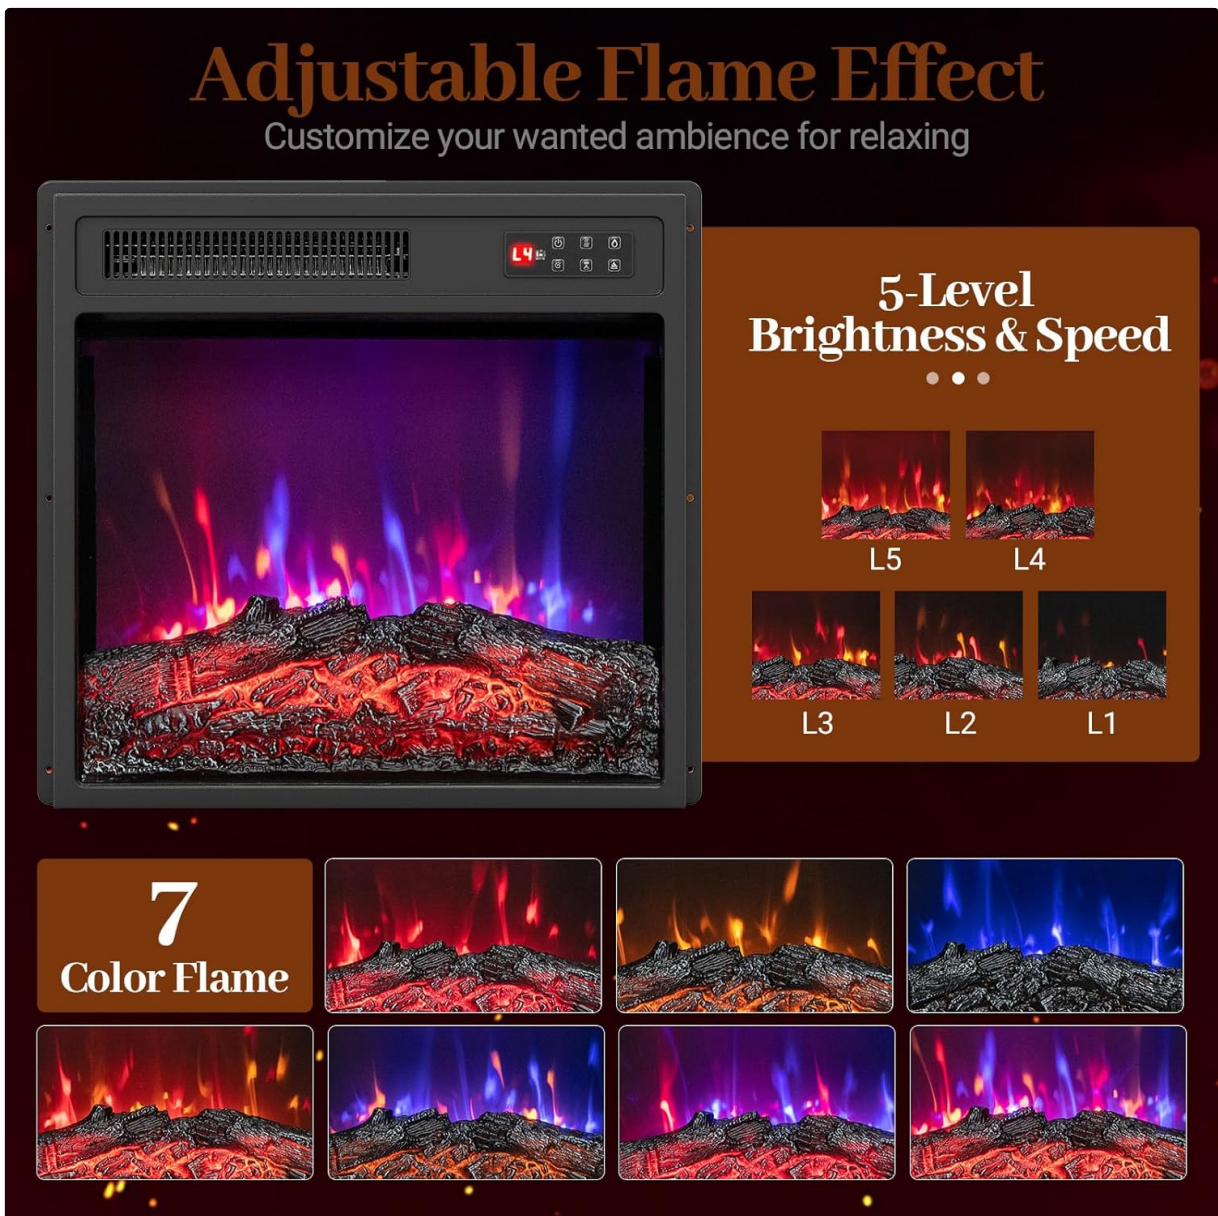 Adjustable Flame Effect
Customize your wanted ambience for relaxing
L4
5-Level
Brightness & Speed
L5
L4
L3
L2
L1
7
Color Flame